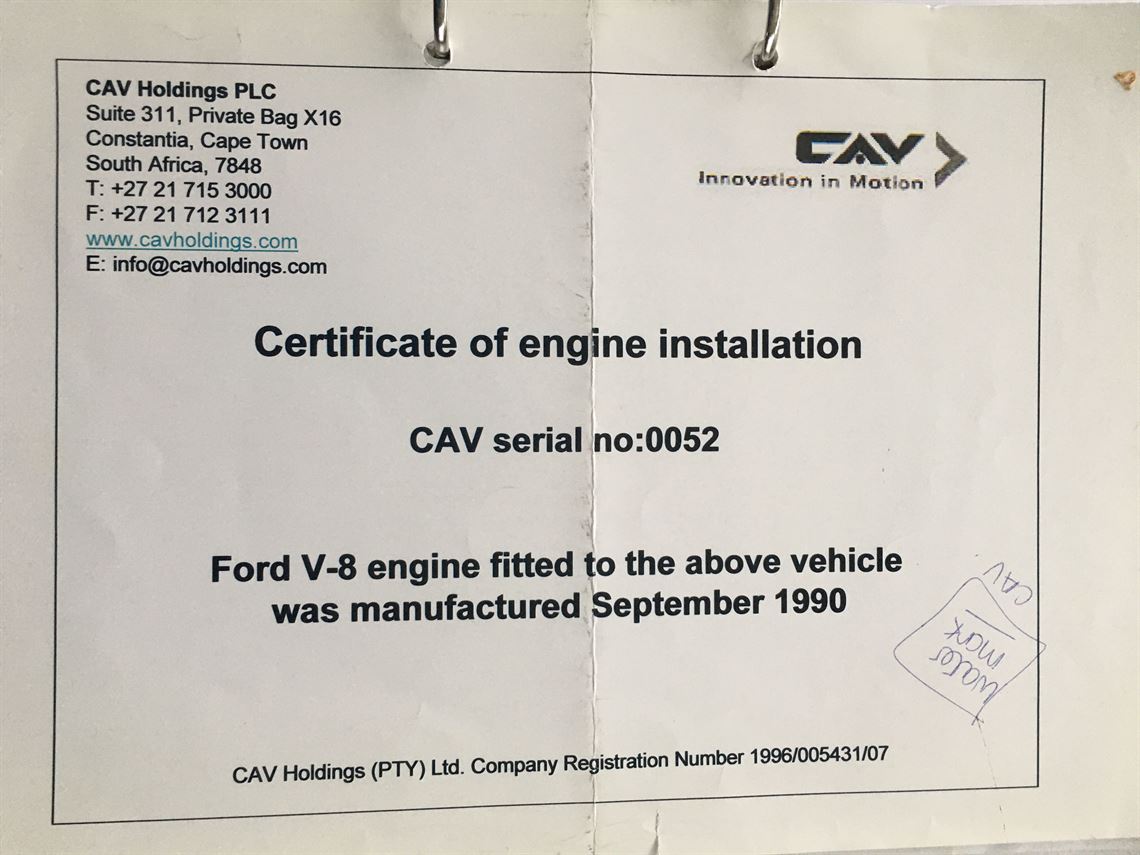 CAV Holdings PLC
Suite 311, Private Bag X16
Constantia, Cape Town
South Africa, 7848
T: +27 21 715 3000
F: +27 21 712 3111
www.cavholdings.com
E: info@cavholdings.com
CAV
Innovation in Motion
Certificate of engine installation
CAV serial no:0052
Ford V-8 engine fitted to the above vehicle
was manufactured September 1990
CAV
water
mark
CAV Holdings (PTY) Ltd. Company Registration Number 1996/005431/07